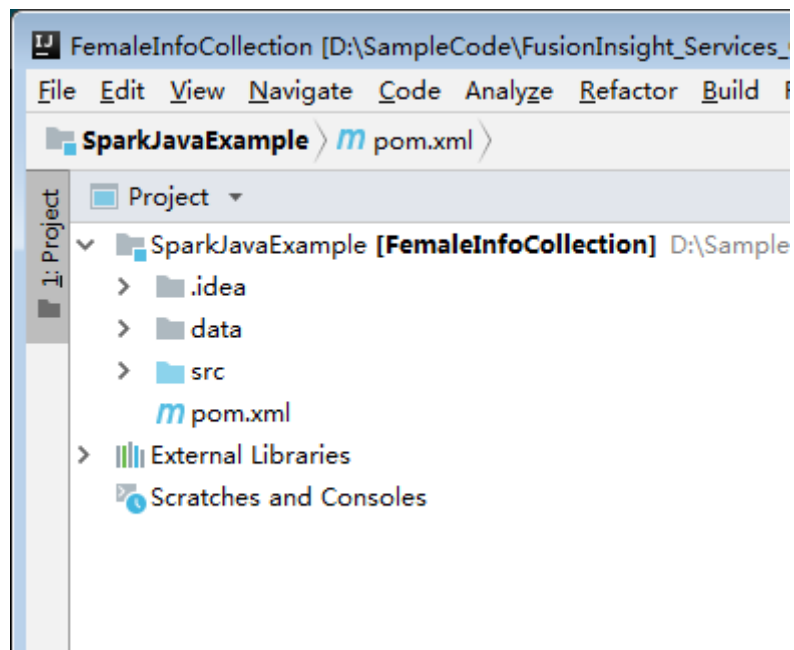 FemaleInfoCollection [D:\SampleCode\FusionInsight_Services_
File Edit View Navigate Code Analyze Refactor Build
SparkJavaExample pom.xml
1: Project
Project
SparkJavaExample [FemaleInfoCollection] D:\Sample
.idea
data
src
pom.xml
External Libraries
Scratches and Consoles